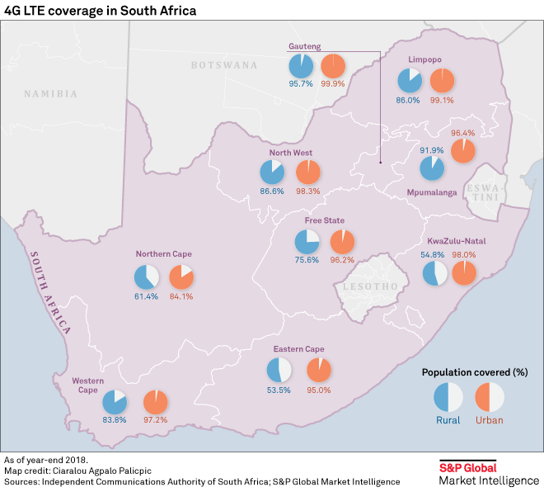 4G LTE coverage in South Africa
Gauteng
95.7% 99.9%
BOTSWANA
NAMIBIA
Limpopo
86.0% 99.1%
96.4%
91.9%
Mpumalanga
North West
86.6% 98.3%
ESWA-
TINI
Free State
75.6% 96.2%
KwaZulu-Natal
54.8% 98.0%
Northern Cape
61.4% 84.1%
LESOTHO
SOUTH AFRICA
Eastern Cape
53.5% 95.0%
Western
Cape
83.8% 97.2%
Population covered (%)
Rural Urban
As of year-end 2018.
Map credit: Ciaralou Agpalo Palicpic
Sources: Independent Communications Authority of South Africa; S&P Global Market Intelligence
S&P Global
Market Intelligence